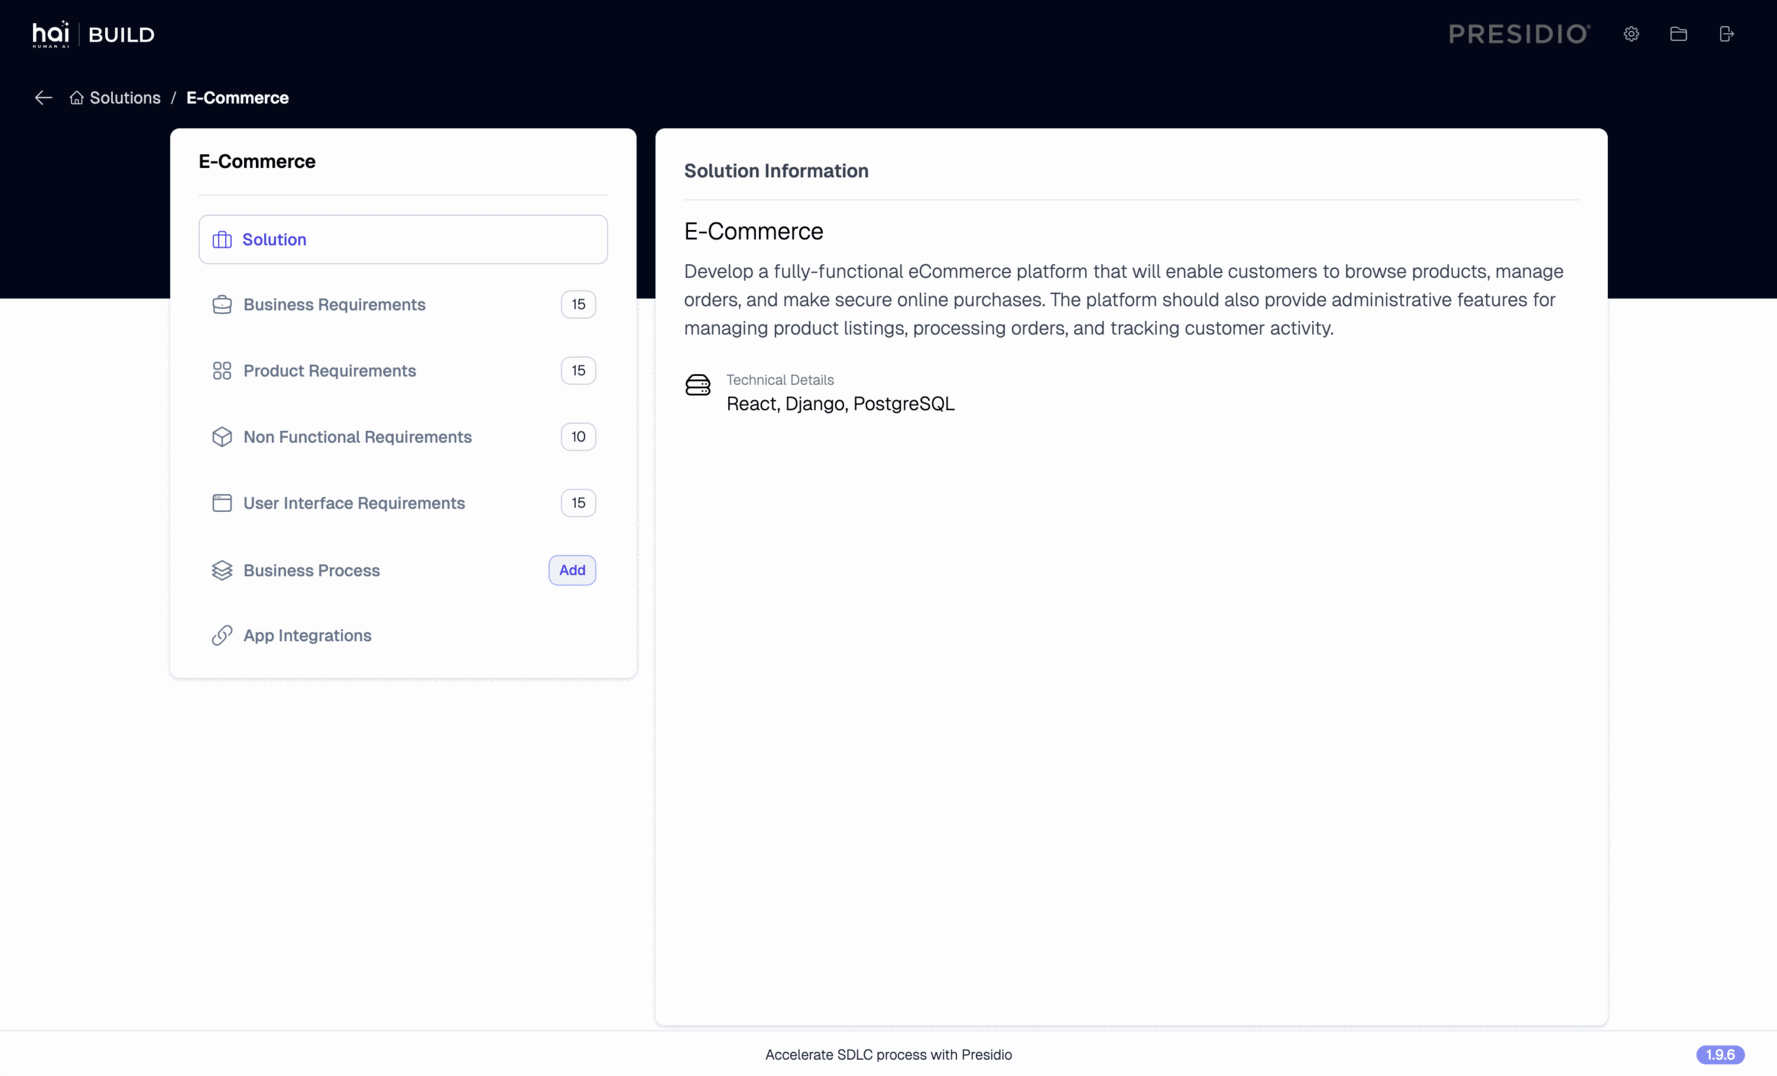 hai
HUMAN AI
BUILD
PRESIDIO®
Solutions / E-Commerce
E-Commerce
Solution
Business Requirements 15
Product Requirements 15
Non Functional Requirements 10
User Interface Requirements 15
Business Process Add
App Integrations
Solution Information
E-Commerce
Develop a fully-functional eCommerce platform that will enable customers to browse products, manage
orders, and make secure online purchases. The platform should also provide administrative features for
managing product listings, processing orders, and tracking customer activity.
Technical Details
React, Django, PostgreSQL
Accelerate SDLC process with Presidio
1.9.6